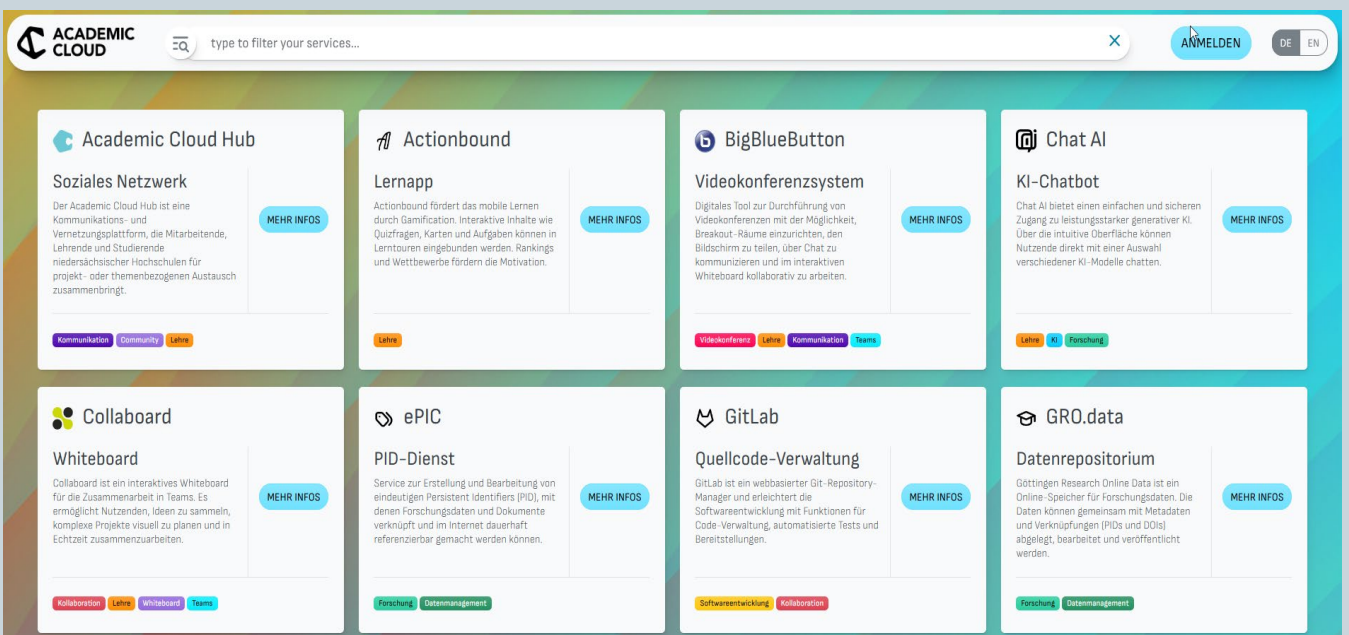 ACADEMIC
CLOUD
type to filter your services...
ANMELDEN
DE
EN
Academic Cloud Hub
Soziales Netzwerk
Der Academic Cloud Hub ist eine
Kommunikations- und
Vernetzungsplattform, die Mitarbeitende,
Lehrende und Studierende
niedersächsischer Hochschulen für
projekt- oder themenbezogenen Austausch
zusammenbringt.
MEHR INFOS
Kommunikation Community Lehre
Actionbound
Lernapp
Actionbound fördert das mobile Lernen
durch Gamification. Interaktive Inhalte wie
Quizfragen, Karten und Aufgaben können in
Lerntouren eingebunden werden. Rankings
und Wettbewerbe fördern die Motivation.
MEHR INFOS
Lehre
BigBlueButton
Videokonferenzsystem
Digitales Tool zur Durchführung von
Videokonferenzen mit der Möglichkeit,
Breakout-Räume einzurichten, den
Bildschirm zu teilen, über Chat zu
kommunizieren und im interaktiven
Whiteboard kollaborativ zu arbeiten.
MEHR INFOS
Videokonferenz Lehre Kommunikation Teams
Chat AI
KI-Chatbot
Chat AI bietet einen einfachen und sicheren
Zugang zu leistungsstarker generativer KI.
Über die intuitive Oberfläche können
Nutzende direkt mit einer Auswahl
verschiedener KI-Modelle chatten.
MEHR INFOS
Lehre KI Forschung
Collaboard
Whiteboard
Collaboard ist ein interaktives Whiteboard
für die Zusammenarbeit in Teams. Es
ermöglicht Nutzenden, Ideen zu sammeln,
komplexe Projekte visuell zu planen und in
Echtzeit zusammenzuarbeiten.
MEHR INFOS
Kollaboration Lehre Whiteboard Teams
ePIC
PID-Dienst
Service zur Erstellung und Bearbeitung von
eindeutigen Persistent Identifiers (PID), mit
denen Forschungsdaten und Dokumente
verknüpft und im Internet dauerhaft
referenzierbar gemacht werden können.
MEHR INFOS
Forschung Datenmanagement
GitLab
Quellcode-Verwaltung
GitLab ist ein webbasierter Git-Repository-
Manager und erleichtert die
Softwareentwicklung mit Funktionen für
Code-Verwaltung, automatisierte Tests und
Bereitstellungen.
MEHR INFOS
Softwareentwicklung Kollaboration
GRO.data
Datenrepositorium
Göttingen Research Online Data ist ein
Online-Speicher für Forschungsdaten. Die
Daten können gemeinsam mit Metadaten
und Verknüpfungen (PIDs und DOIs)
abgelegt, bearbeitet und veröffentlicht
werden.
MEHR INFOS
Forschung Datenmanagement